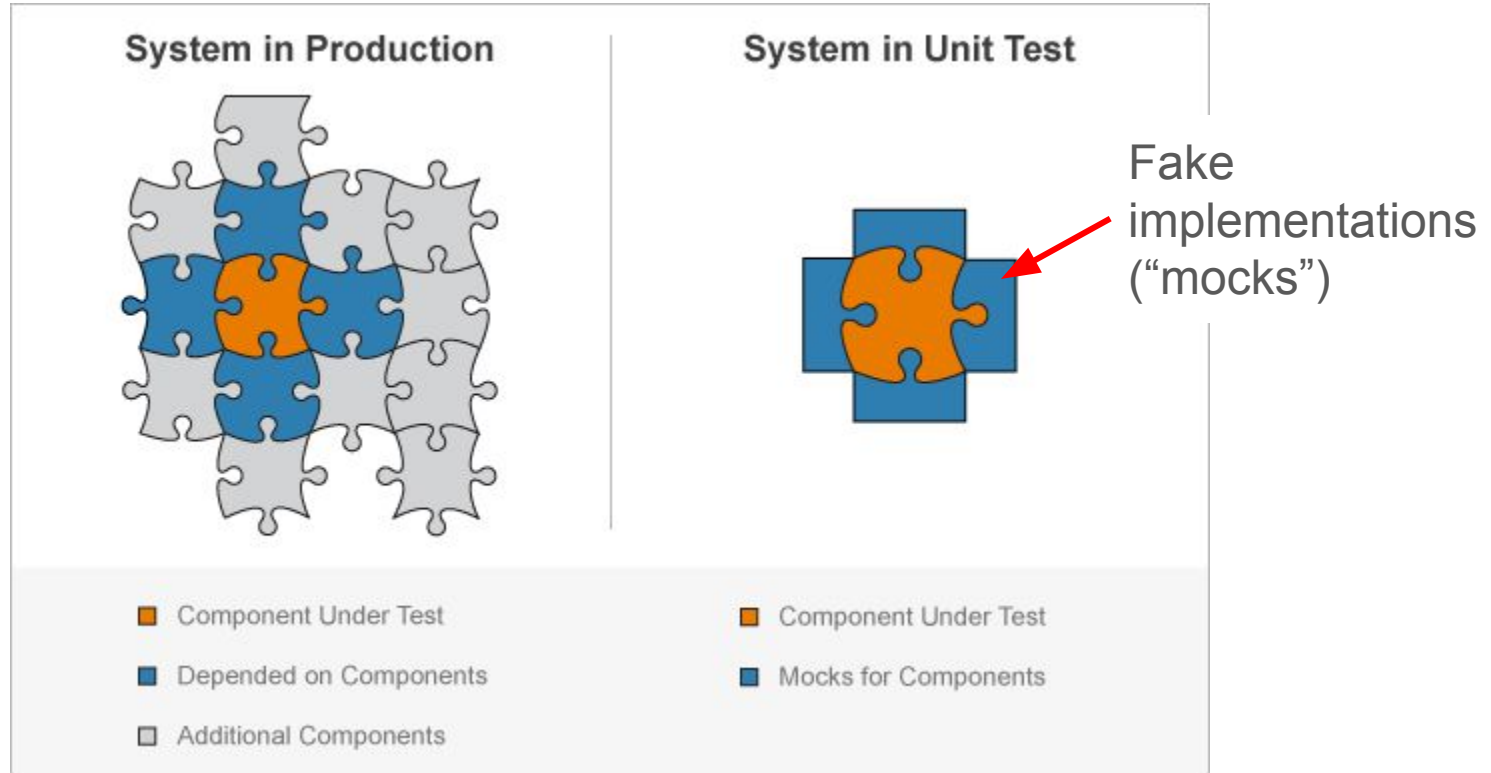 System in Production
System in Unit Test
Fake
implementations
(“mocks”)
Component Under Test
Depended on Components
Additional Components
Component Under Test
Mocks for Components